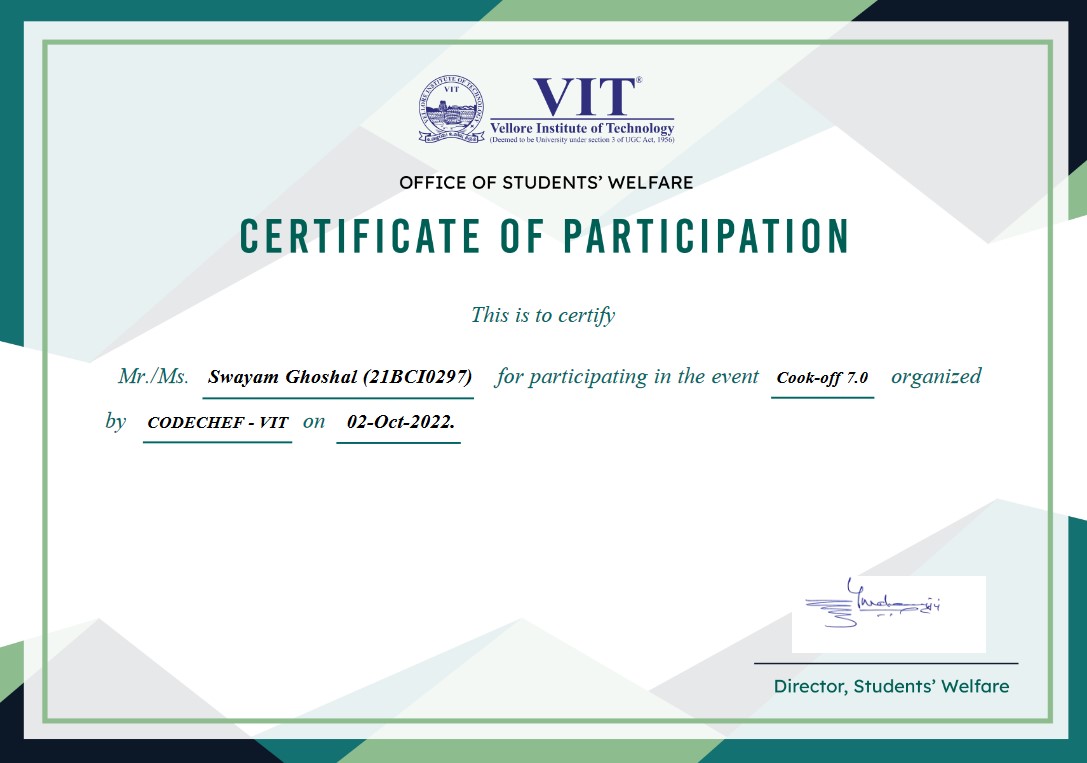 VELLORE INSTITUTE OF TECHNOLOGY
VIT
VIT®
Vellore Institute of Technology
(Deemed to be University under section 3 of UGC Act, 1956)
OFFICE OF STUDENTS’ WELFARE
CERTIFICATE OF PARTICIPATION
This is to certify
Mr./Ms. Swayam Ghoshal (21BCI0297) for participating in the event Cook-off 7.0 organized
by CODECHEF - VIT on 02-Oct-2022.
Director, Students’ Welfare